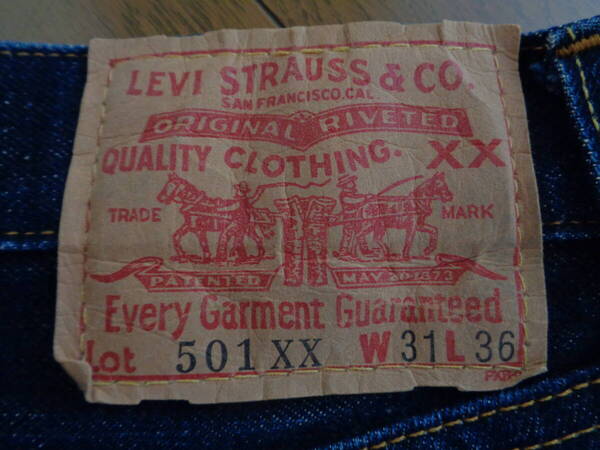 LEVI STRAUSS & CO.
SAN FRANCISCO, CAL.
ORIGINAL RIVETED
QUALITY CLOTHING. XX
TRADE MARK
PATENTED MAY 20 1873
Every Garment Guaranteed
Lot 501 XX W 31 L 36